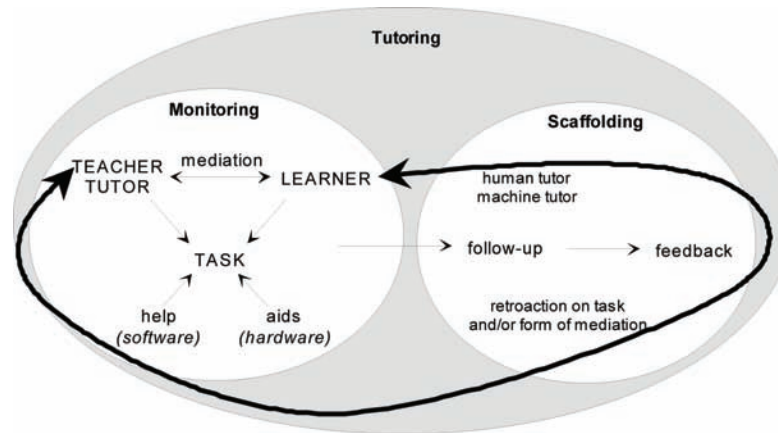 Tutoring
Monitoring
Scaffolding
TEACHER
TUTOR
mediation
LEARNER
human tutor
machine tutor
TASK
follow-up
feedback
help
(software)
aids
(hardware)
retroaction on task
and/or form of mediation